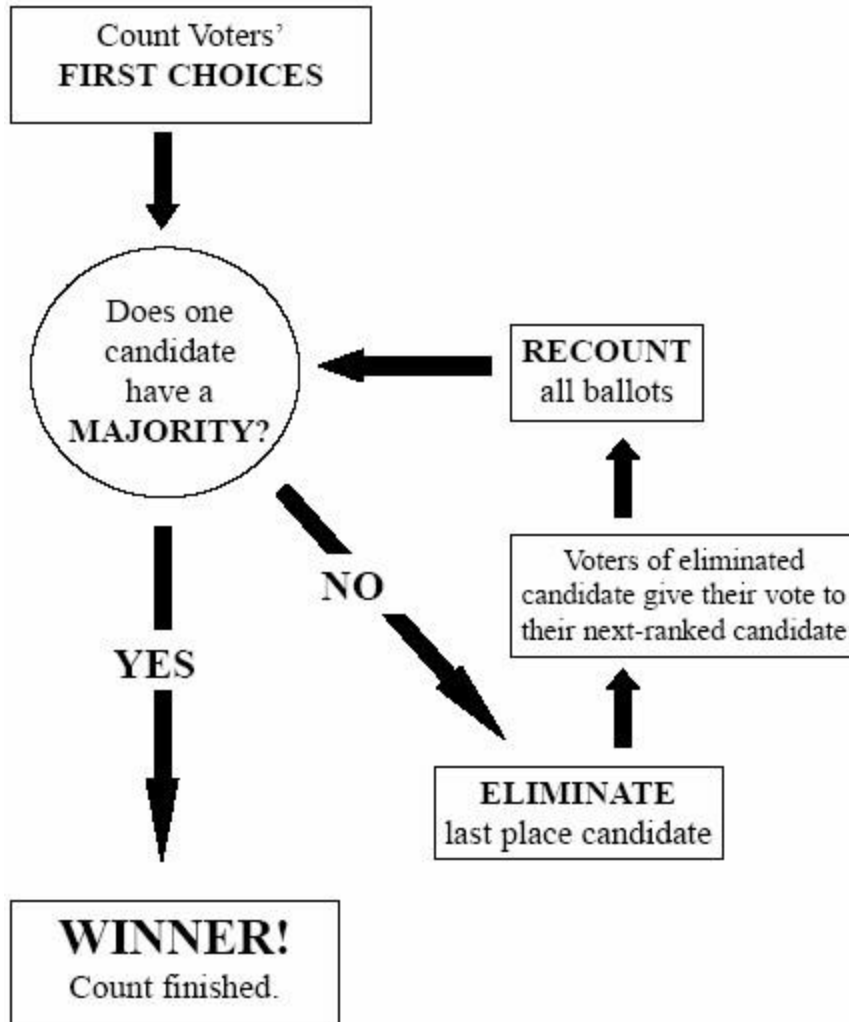 Count Voters’
FIRST CHOICES
Does one
candidate
have a
MAJORITY?
YES
WINNER!
Count finished.
NO
ELIMINATE
last place candidate
Voters of eliminated
candidate give their vote to
their next-ranked candidate
RECOUNT
all ballots